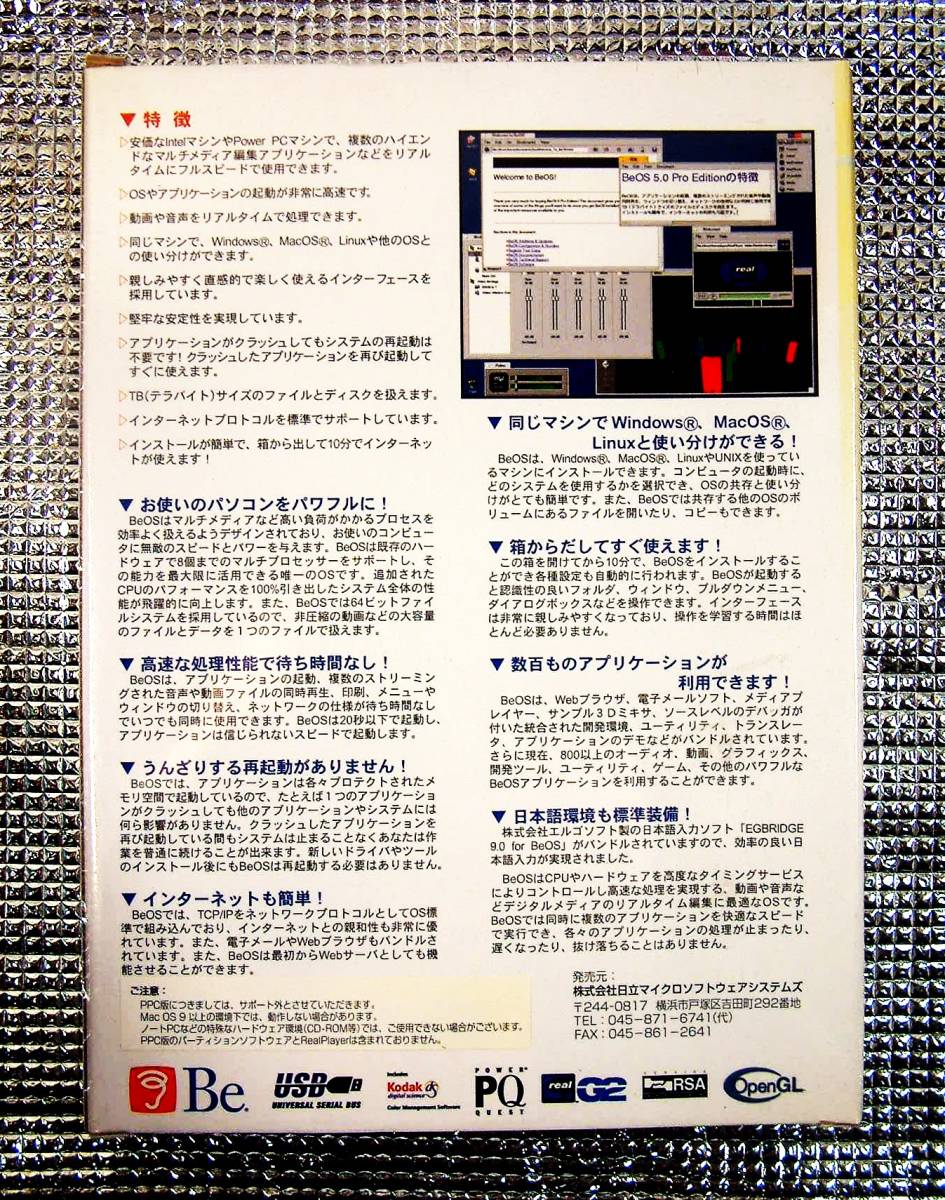 ▼ 特 徴
▷安価なIntelマシンやPower PCマシンで、複数のハイエン
ドなマルチメディア編集アプリケーションなどをリアル
タイムにフルスピードで使用できます。
▷OSやアプリケーションの起動が非常に高速です。
▷動画や音声をリアルタイムで処理できます。
▷同じマシンで、Windows®、MacOS®、Linuxや他のOSと
の使い分けができます。
▷親しみやすく直感的で楽しく使えるインターフェースを
採用しています。
▷堅牢な安定性を実現しています。
▷アプリケーションがクラッシュしてもシステムの再起動は
不要です! クラッシュしたアプリケーションを再び起動して
すぐに使えます。
▷TB(テラバイト)サイズのファイルとディスクを扱えます。
▷インターネットプロトコルを標準でサポートしています。
▷インストールが簡単で、箱から出して10分でインターネッ
トが使えます!
▼ お使いのパソコンをパワフルに!
BeOSはマルチメディアなど高い負荷がかかるプロセスを
効率よく扱えるようデザインされており、お使いのコンピュー
タに無敵のスピードとパワーを与えます。BeOSは既存のハー
ドウェアで8個までのマルチプロセッサーをサポートし、そ
の能力を最大限に活用できる唯一のOSです。追加された
CPUのパフォーマンスを100%引き出したシステム全体の性
能が飛躍的に向上します。また、BeOSでは64ビットファイ
ルシステムを採用しているので、非圧縮の動画などの大容量
のファイルとデータを1つのファイルで扱えます。
▼ 高速な処理性能で待ち時間なし!
BeOSは、アプリケーションの起動、複数のストリーミン
グされた音声や動画ファイルの同時再生、印刷、メニューや
ウィンドウの切り替え、ネットワークの仕様が待ち時間なし
でいつでも同時に使用できます。BeOSは20秒以下で起動し、
アプリケーションは信じられないスピードで起動します。
▼ うんざりする再起動がありません!
BeOSでは、アプリケーションは各々プロテクトされたメ
モリ空間で起動しているので、たとえば1つのアプリケーショ
ンがクラッシュしても他のアプリケーションやシステムには
何ら影響がありません。クラッシュしたアプリケーションを
再び起動している間もシステムは止まることなくあなたは作
業を普通に続けることが出来ます。新しいドライバやツール
のインストール後にもBeOSは再起動する必要はありません。
▼ インターネットも簡単!
BeOSでは、TCP/IPをネットワークプロトコルとしてOS標
準で組み込んでおり、インターネットとの親和性も非常に優
れています。また、電子メールやWebブラウザもバンドルさ
れています。また、BeOSは最初からWebサーバとしても機
能させることができます。
ご注意:
PPC版につきましては、サポート外とさせていただきます。
Mac OS 9 以上の環境下では、動作しない場合があります。
ノートPCなどの特殊なハードウェア環境(CD-ROM等)では、ご使用できない場合がございます。
PPC版のパーティションソフトウェアとRealPlayerは含まれておりません。
Welcome to BeOS!
BeOS 5.0 Pro Editionの特徴
real
▼ 同じマシンでWindows®、MacOS®、
Linuxと使い分けができる!
BeOSは、Windows®、MacOS®、LinuxやUNIXを使ってい
るマシンにインストールできます。コンピュータの起動時に、
どのシステムを使用するかを選択でき、OSの共存と使い分
けがとても簡単です。また、BeOSでは共存する他のOSのボ
リュームにあるファイルを開いたり、コピーもできます。
▼ 箱からだしてすぐ使えます!
この箱を開けてから10分で、BeOSをインストールするこ
とができ各種設定も自動的に行われます。BeOSが起動する
と認識性の良いフォルダ、ウィンドウ、プルダウンメニュー、
ダイアログボックスなどを操作できます。インターフェース
は非常に親しみやすくなっており、操作を学習する時間はほ
とんど必要ありません。
▼ 数百ものアプリケーションが
利用できます!
BeOSは、Webブラウザ、電子メールソフト、メディアプ
レイヤー、サンプル3Dミキサ、ソースレベルのデバッガが
付いた統合された開発環境、ユーティリティ、トランスレー
タ、アプリケーションのデモなどがバンドルされています。
さらに現在、800以上のオーディオ、動画、グラフィックス、
開発ツール、ユーティリティ、ゲーム、その他のパワフルな
BeOSアプリケーションを利用することができます。
▼ 日本語環境も標準装備!
株式会社エルゴソフト製の日本語入力ソフト「EGBRIDGE
9.0 for BeOS」がバンドルされていますので、効率の良い日
本語入力が実現されました。
BeOSはCPUやハードウェアを高度なタイミングサービス
によりコントロールし高速な処理を実現する、動画や音声な
どデジタルメディアのリアルタイム編集に最適なOSです。
BeOSでは同時に複数のアプリケーションを快適なスピード
で実行でき、各々のアプリケーションの処理が止まったり、
遅くなったり、抜け落ちることはありません。
発売元:
株式会社日立マイクロソフトウェアシステムズ
〒244-0817 横浜市戸塚区吉田町292番地
TEL:045-871-6741(代)
FAX:045-861-2641
Be.
USB
UNIVERSAL SERIAL BUS
Includes
Kodak
digital science
Color Management Software
POWER
PQ
QUEST
real G2
RSA
OpenGL